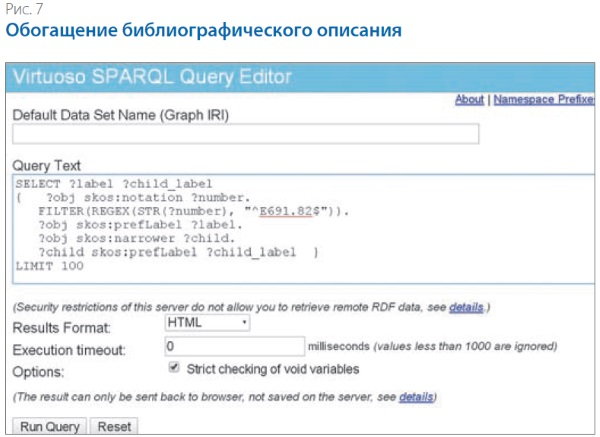 Рис. 7
Обогащение библиографического описания
Virtuoso SPARQL Query Editor
About | Namespace Prefixe
Default Data Set Name (Graph IRI)
Query Text
SELECT ?label ?child_label
{ ?obj skos:notation ?number.
FILTER(REGEX(STR(?number), "^E691.82$")).
?obj skos:prefLabel ?label.
?obj skos:narrower ?child.
?child skos:prefLabel ?child_label }
LIMIT 100
(Security restrictions of this server do not allow you to retrieve remote RDF data, see details.)
Results Format: HTML
Execution timeout: 0 milliseconds (values less than 1000 are ignored)
Options: Strict checking of void variables
(The result can only be sent back to browser, not saved on the server, see details)
Run Query Reset